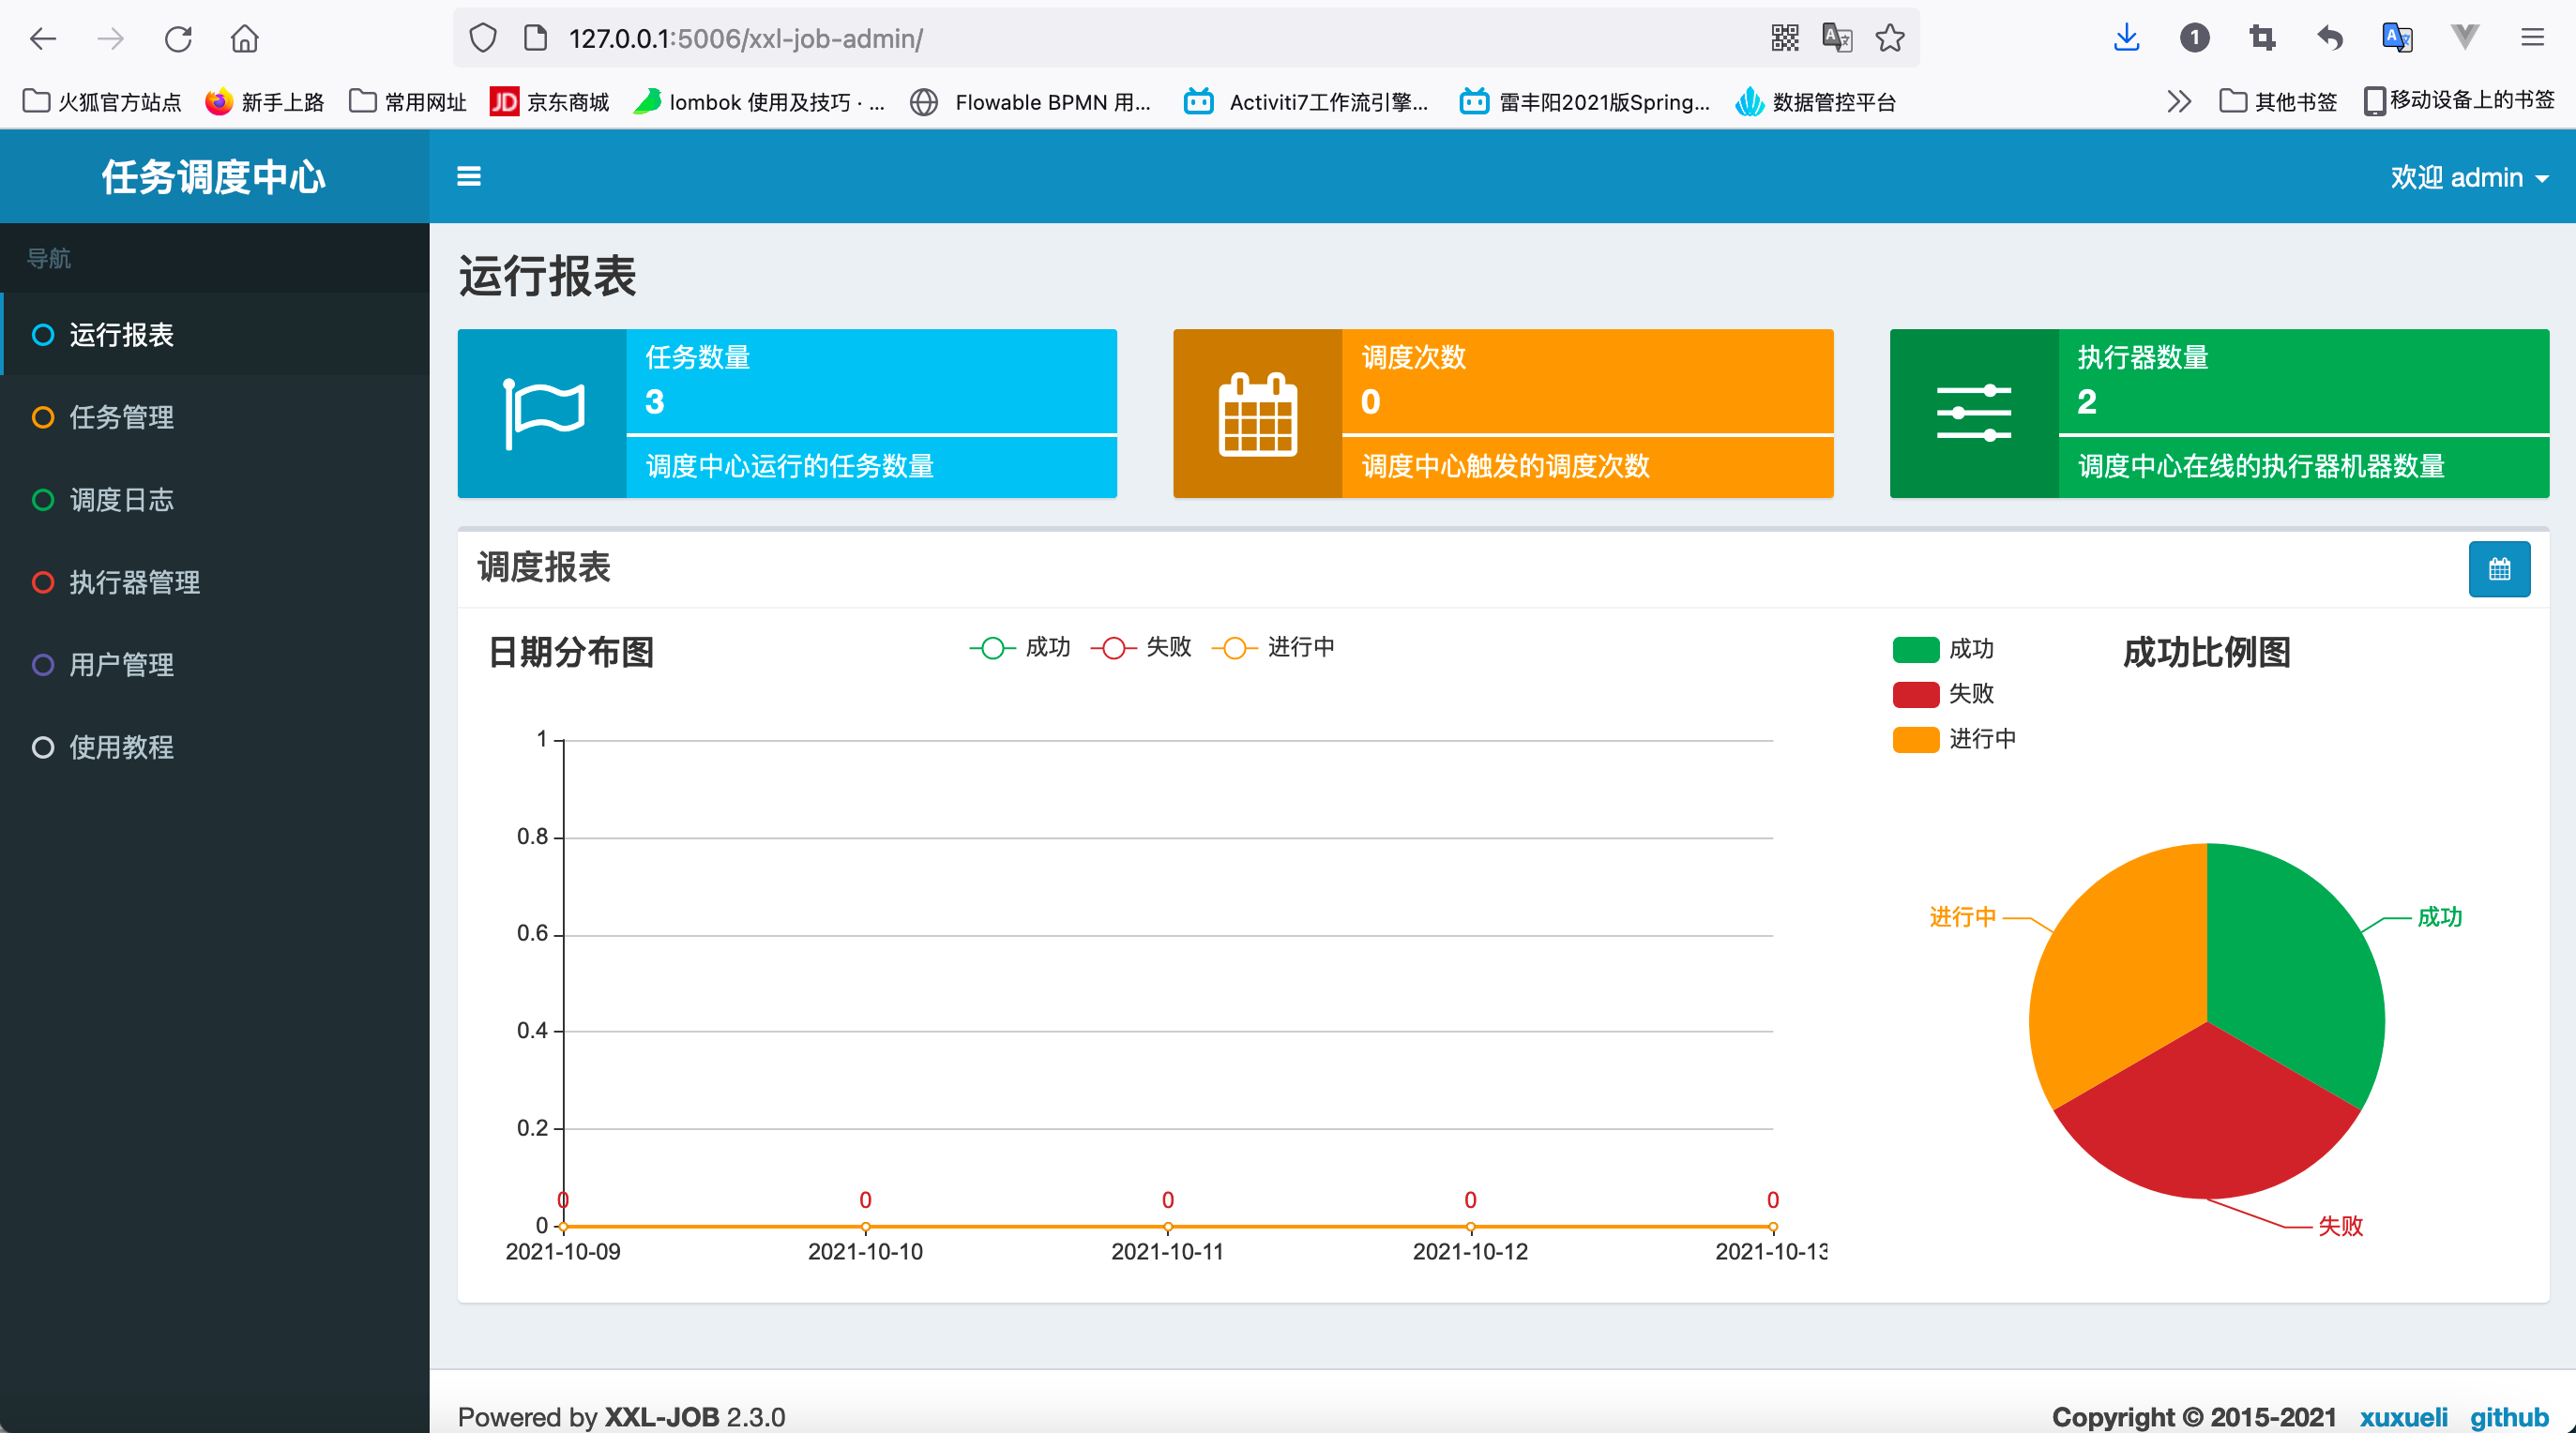 127.0.0.1:5006/xxl-job-admin/
1
火狐官方站点 新手上路 常用网址 JD 京东商城 lombok 使用及技巧 · ... Flowable BPMN 用... Activiti7工作流引擎... 雷丰阳2021版Spring... 数据管控平台 其他书签 移动设备上的书签
任务调度中心
欢迎 admin
导航
运行报表
任务管理
调度日志
执行器管理
用户管理
使用教程
运行报表
任务数量
3
调度中心运行的任务数量
调度次数
0
调度中心触发的调度次数
执行器数量
2
调度中心在线的执行器机器数量
调度报表
日期分布图
成功 失败 进行中
1
0.8
0.6
0.4
0.2
0
0 0 0 0 0
2021-10-09 2021-10-10 2021-10-11 2021-10-12 2021-10-13
成功
失败
进行中
成功比例图
进行中
成功
失败
Powered by XXL-JOB 2.3.0
Copyright © 2015-2021 xuxueli github